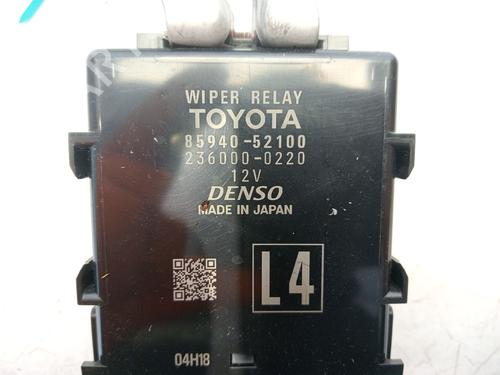 WIPER RELAY
TOYOTA
85940-52100
236000-0220
12V
DENSO
MADE IN JAPAN
L4
04H18